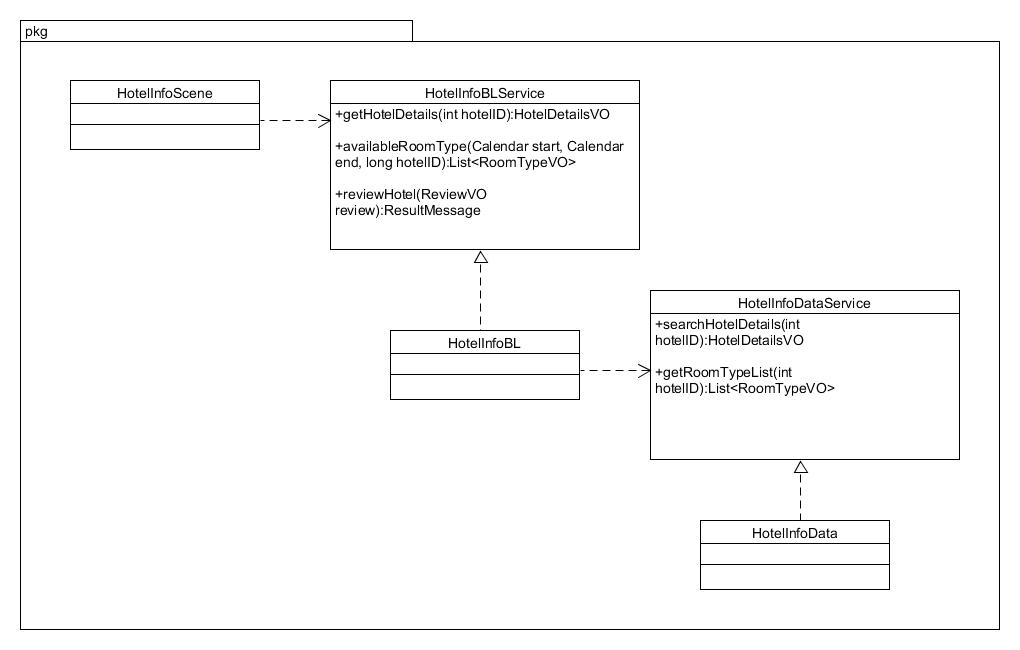 pkg
HotelInfoScene
HotelInfoBLService
+getHotelDetails(int hotelID):HotelDetailsVO
+availableRoomType(Calendar start, Calendar
end, long hotelID):List<RoomTypeVO>
+reviewHotel(ReviewVO
review):ResultMessage
HotelInfoBL
HotelInfoDataService
+searchHotelDetails(int
hotelID):HotelDetailsVO
+getRoomTypeList(int
hotelID):List<RoomTypeVO>
HotelInfoData